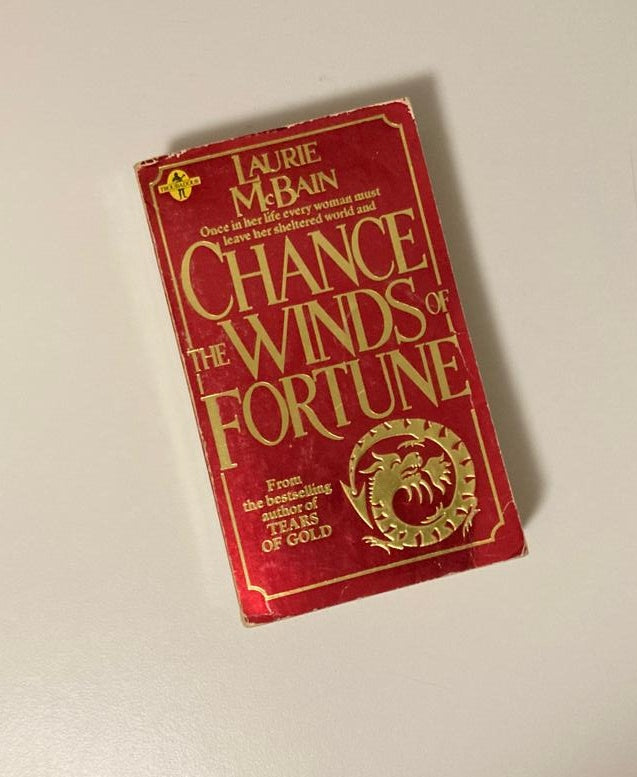 TROUBADOUR
LAURIE
McBAIN
Once in her life every woman must
leave her sheltered world and
CHANCE
THE WINDS OF
FORTUNE
From
the bestselling
author of
TEARS
OF GOLD